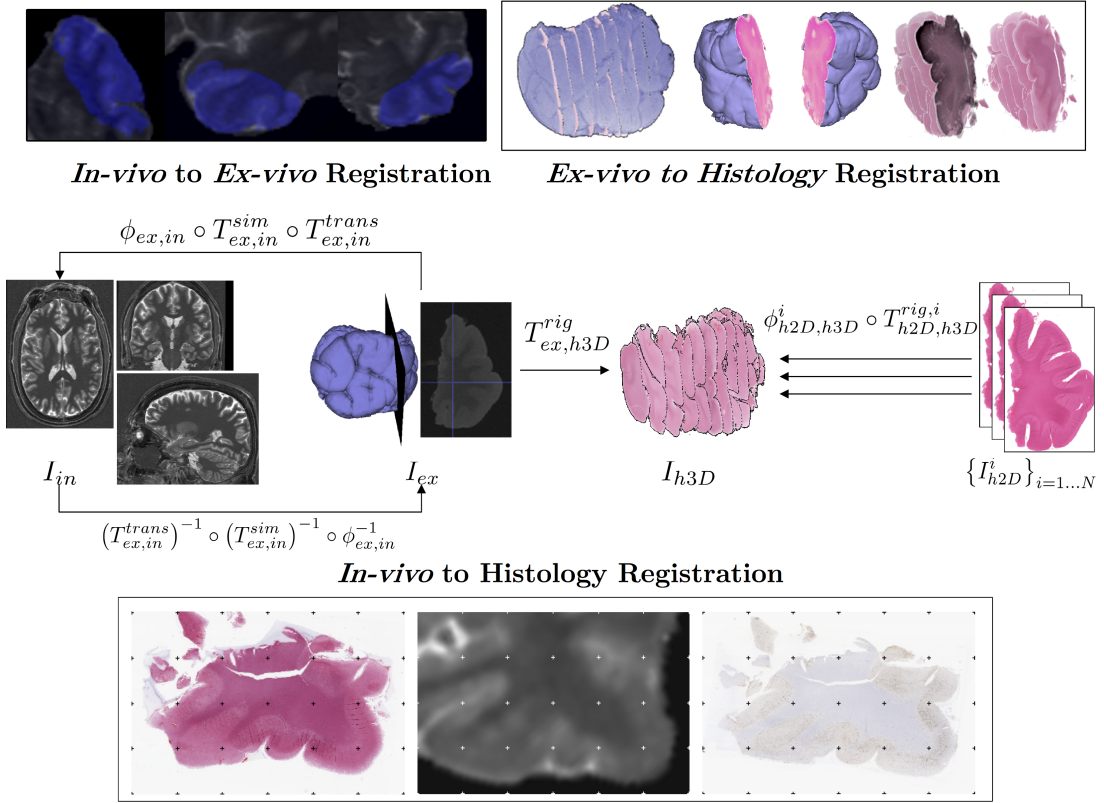 In-vivo to Ex-vivo Registration
Ex-vivo to Histology Registration
ϕ_{ex,in} ∘ T^{sim}_{ex,in} ∘ T^{trans}_{ex,in}
T^{rig}_{ex,h3D}
ϕ^{i}_{h2D,h3D} ∘ T^{rig,i}_{h2D,h3D}
I_{in}
I_{ex}
I_{h3D}
{I^{i}_{h2D}}_{i=1...N}
(T^{trans}_{ex,in})^{-1} ∘ (T^{sim}_{ex,in})^{-1} ∘ ϕ^{-1}_{ex,in}
In-vivo to Histology Registration